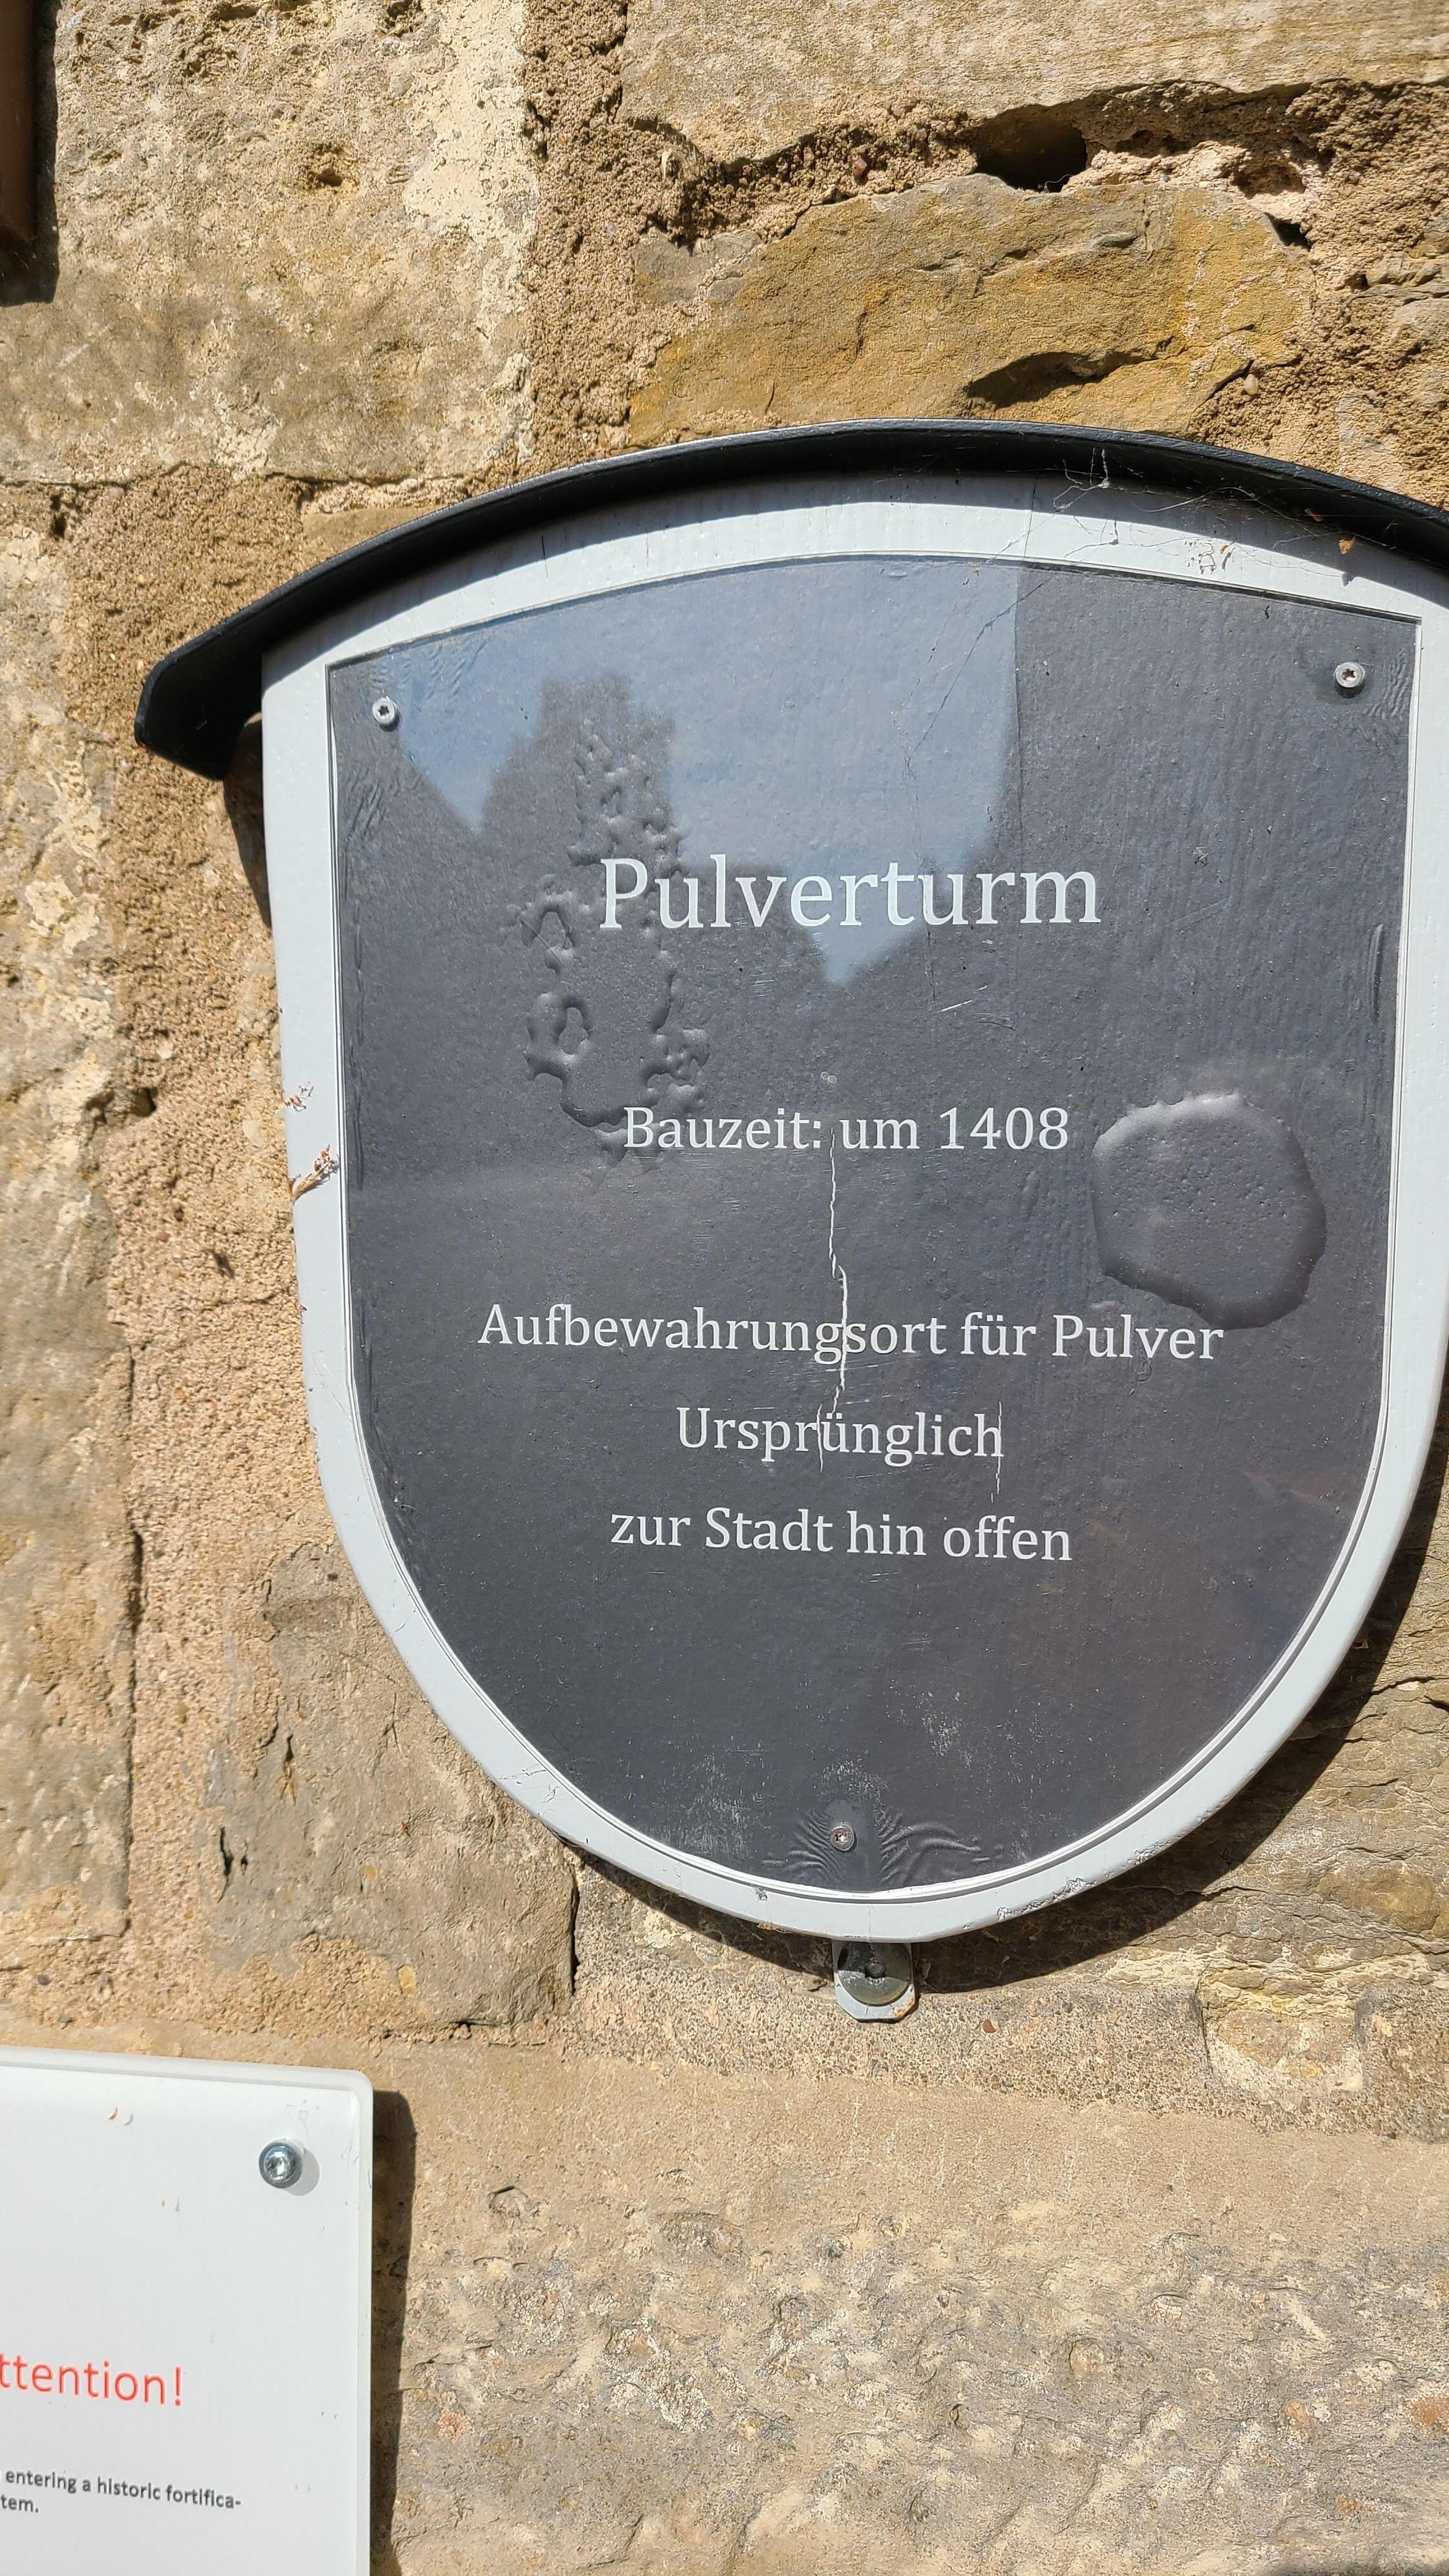 Pulverturm
Bauzeit: um 1408
Aufbewahrungsort für Pulver
Ursprünglich
zur Stadt hin offen
ttention!
entering a historic fortifica-
tem.